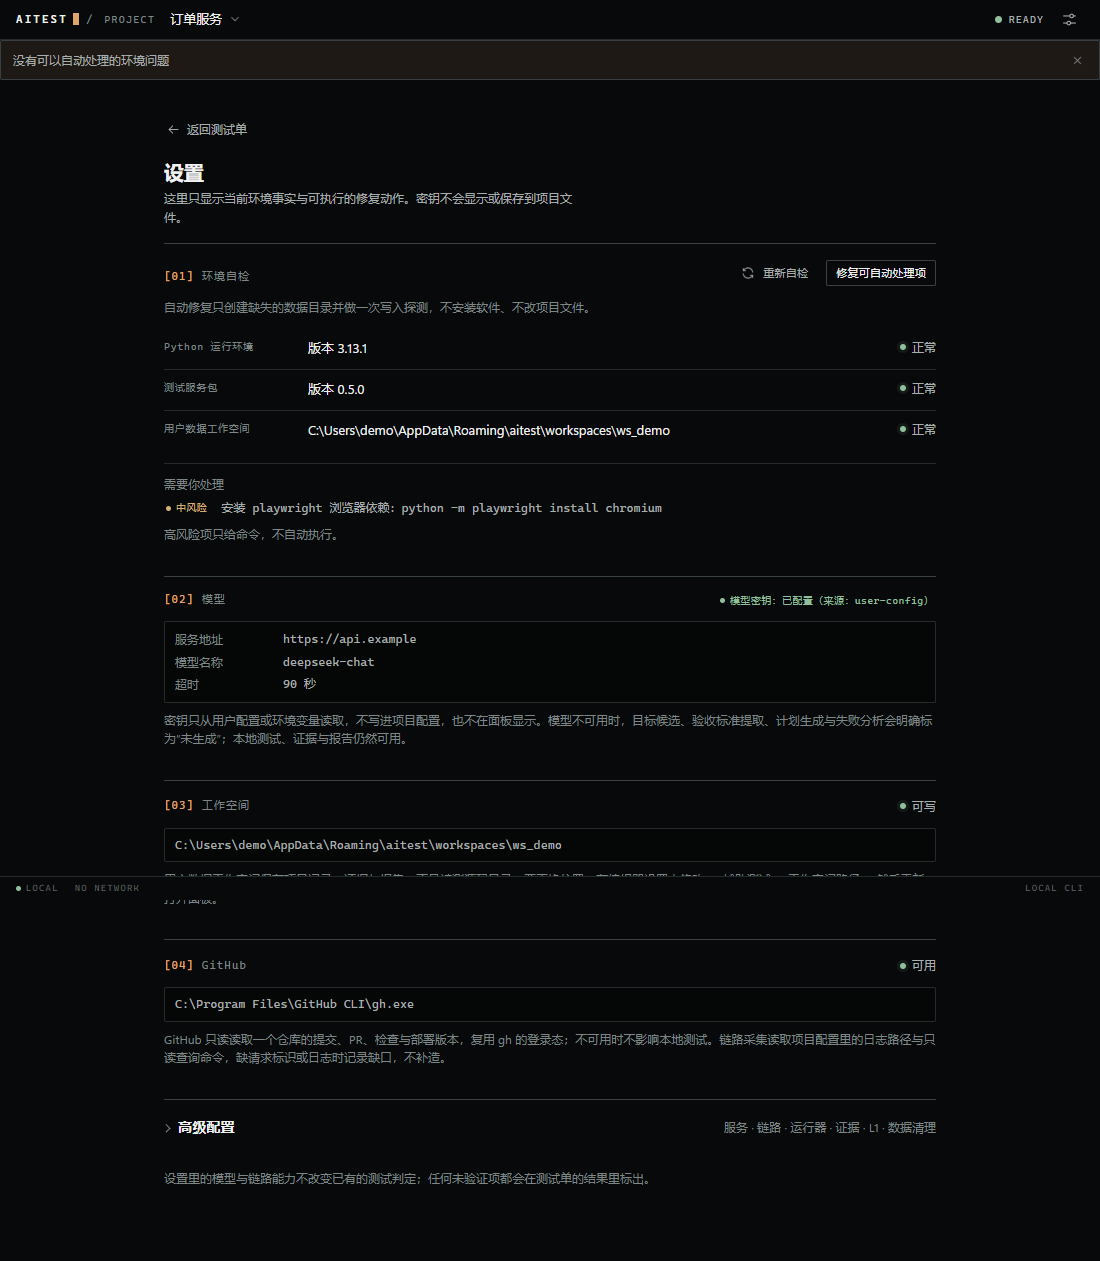 AITEST / PROJECT 订单服务
READY
没有可以自动处理的环境问题
← 返回测试单
设置
这里只显示当前环境事实与可执行的修复动作。密钥不会显示或保存到项目文
件。
[01] 环境自检
重新自检
修复可自动处理项
自动修复只创建缺失的数据目录并做一次写入探测，不安装软件、不改项目文件。
Python 运行环境 版本 3.13.1 正常
测试服务包 版本 0.5.0 正常
用户数据工作空间 C:\Users\demo\AppData\Roaming\aitest\workspaces\ws_demo 正常
需要你处理
中风险 安装 playwright 浏览器依赖: python -m playwright install chromium
高风险项只给命令，不自动执行。
[02] 模型
模型密钥: 已配置（来源: user-config）
服务地址 https://api.example
模型名称 deepseek-chat
超时 90 秒
密钥只从用户配置或环境变量读取，不写进项目配置，也不在面板显示。模型不可用时，目标候选、验收标准提取、计划生成与失败分析会明确标
为"未生成"；本地测试、证据与报告仍然可用。
[03] 工作空间 可写
C:\Users\demo\AppData\Roaming\aitest\workspaces\ws_demo
LOCAL NO NETWORK
LOCAL CLI
[04] GitHub 可用
C:\Program Files\GitHub CLI\gh.exe
GitHub 只读读取一个仓库的提交、PR、检查与部署版本，复用 gh 的登录态；不可用时不影响本地测试。链路采集读取项目配置里的日志路径与只
读查询命令，缺请求标识或日志时记录缺口，不补造。
高级配置
服务 · 链路 · 运行器 · 证据 · L1 · 数据清理
设置里的模型与链路能力不改变已有的测试判定；任何未验证项都会在测试单的结果里标出。